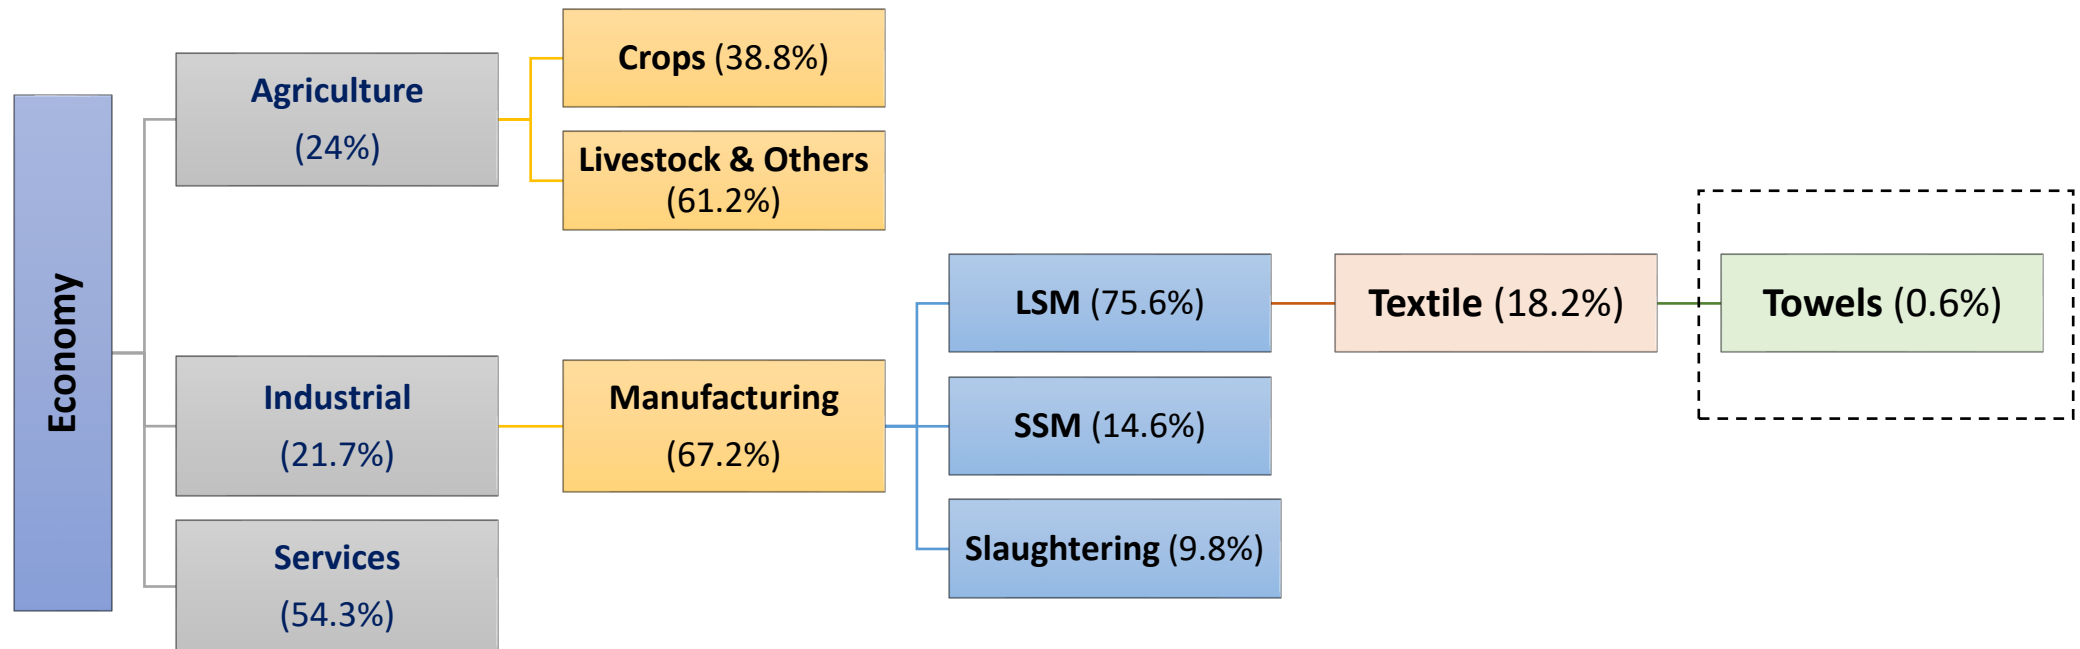 Economy
Agriculture
(24%)
Industrial
(21.7%)
Services
(54.3%)
Crops (38.8%)
Livestock & Others
(61.2%)
Manufacturing
(67.2%)
LSM (75.6%)
SSM (14.6%)
Slaughtering (9.8%)
Textile (18.2%)
Towels (0.6%)